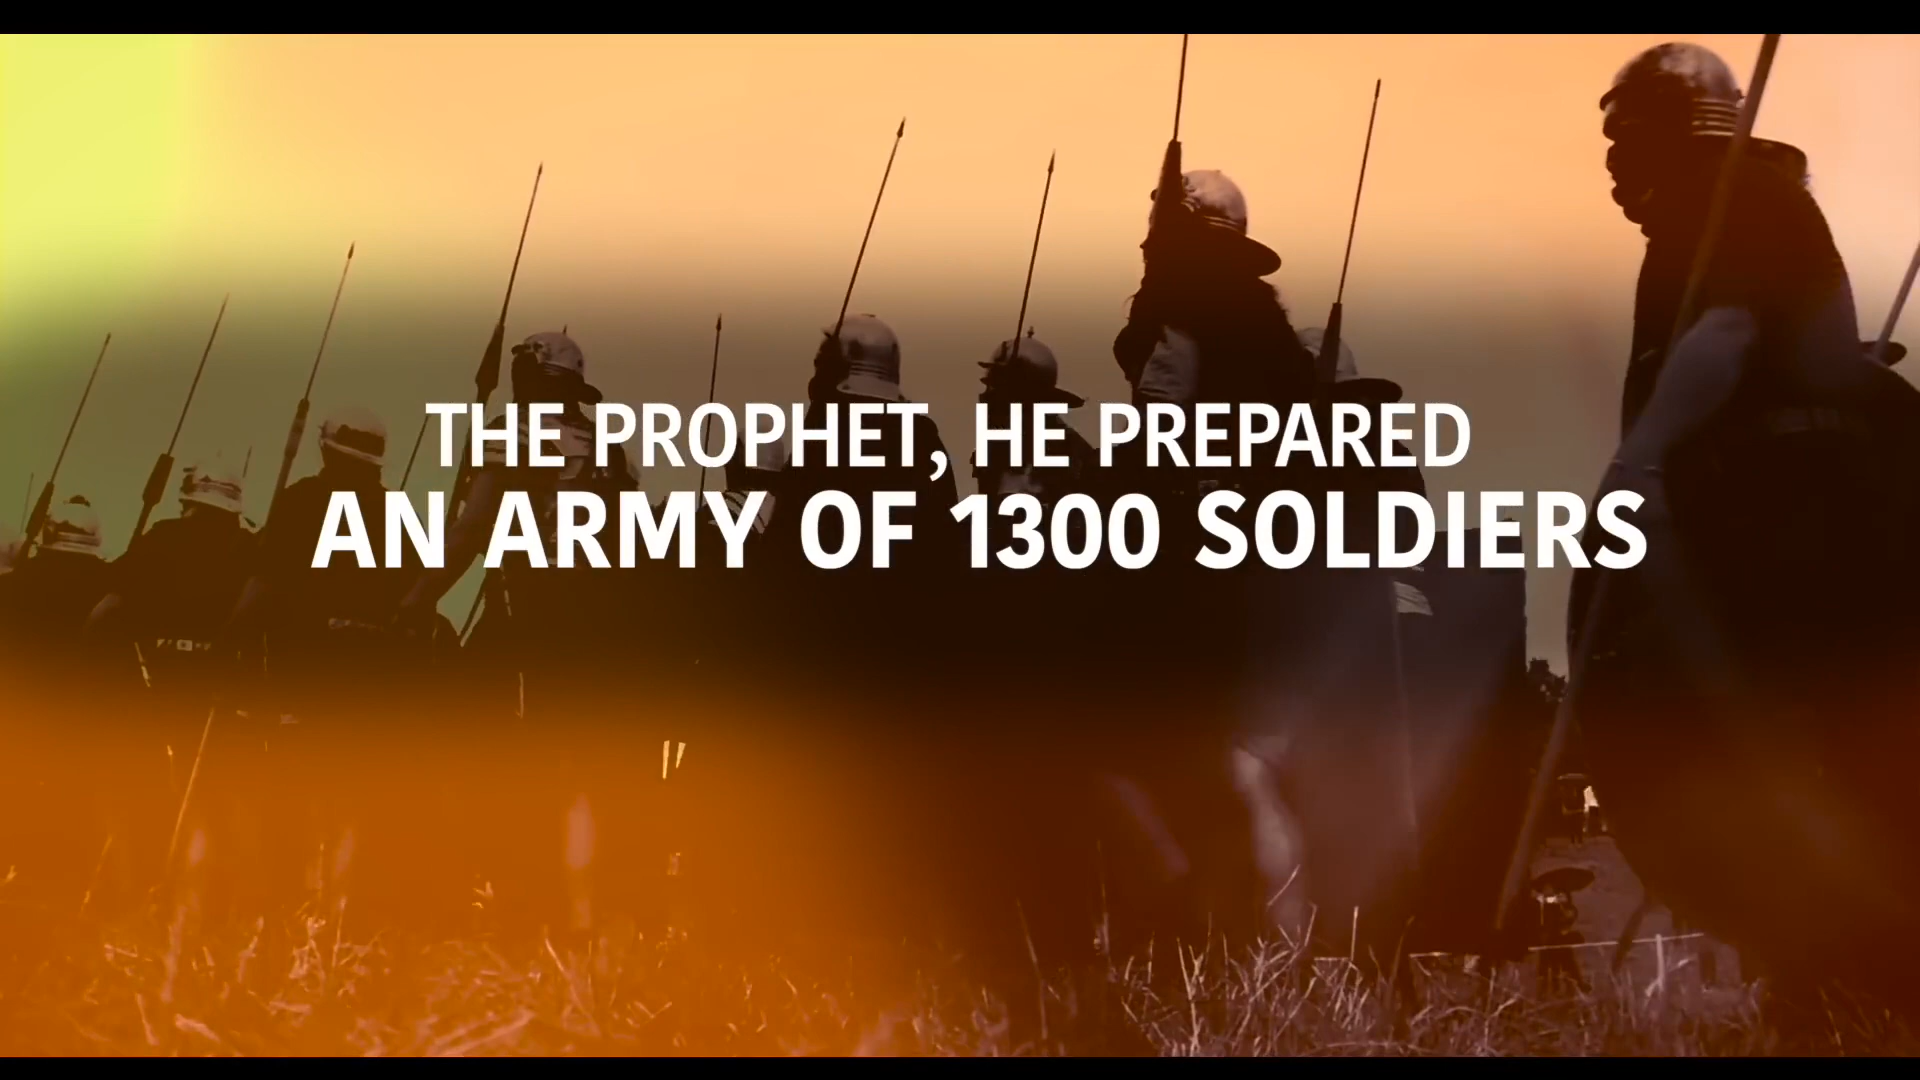 THE PROPHET, HE PREPARED
AN ARMY OF 1300 SOLDIERS